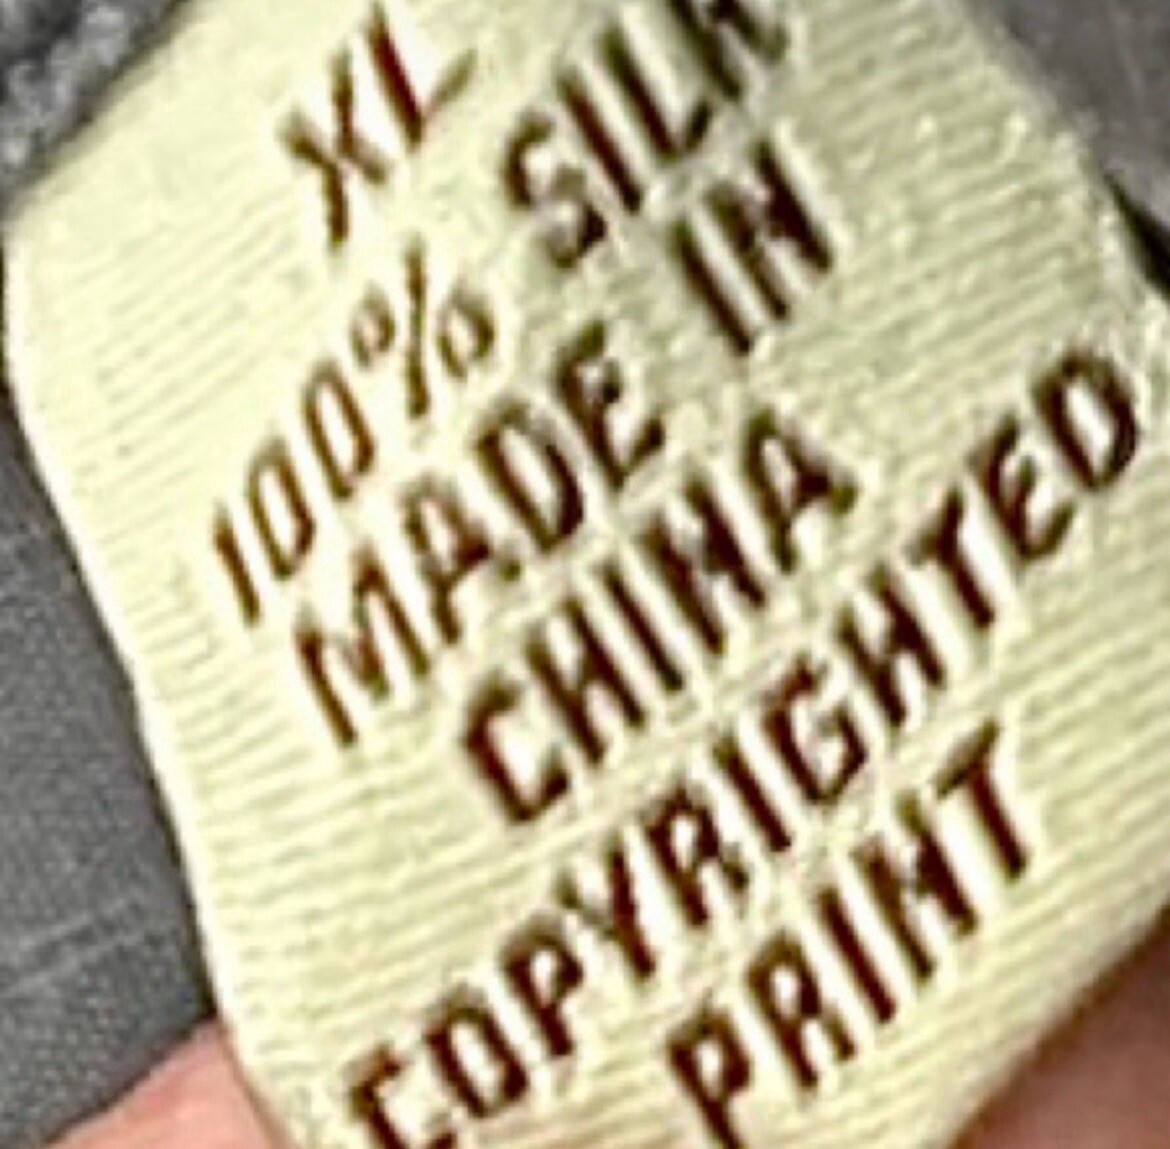 XL
100% SILK
MADE IN
CHINA
COPYRIGHTED
PRINT